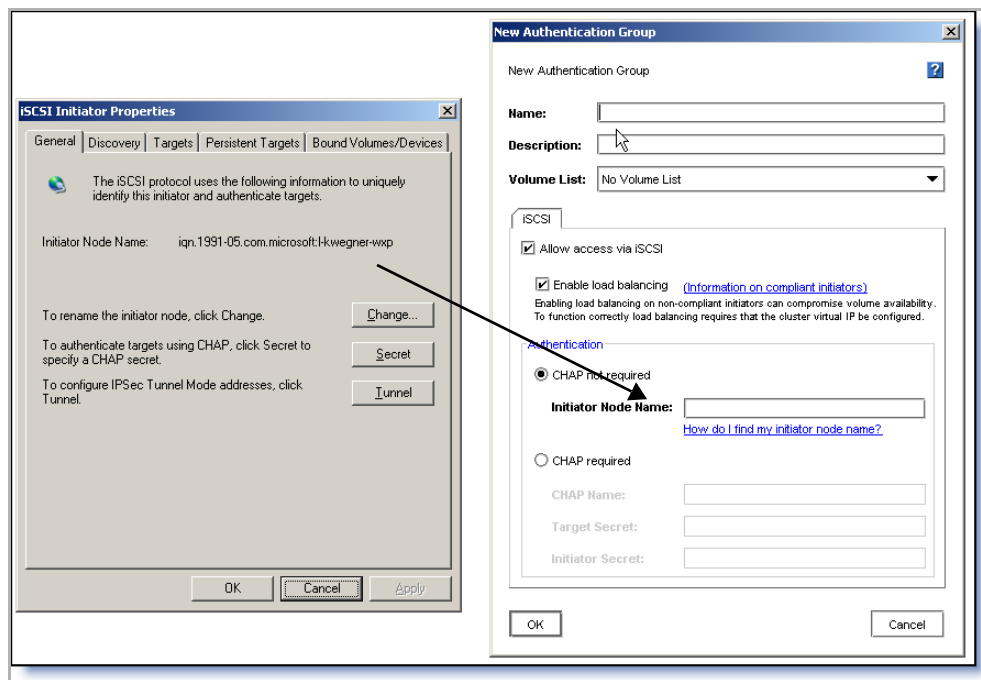 iSCSI Initiator Properties
General
Discovery
Targets
Persistent Targets
Bound Volumes/Devices
The iSCSI protocol uses the following information to uniquely
identify this initiator and authenticate targets.
Initiator Node Name: iqn.1991-05.com.microsoft:l-kwegner-wxp
To rename the initiator node, click Change.
Change...
To authenticate targets using CHAP, click Secret to
specify a CHAP secret.
Secret
To configure IPSec Tunnel Mode addresses, click
Tunnel.
Tunnel
OK
Cancel
Apply
New Authentication Group
New Authentication Group
?
Name:
Description:
Volume List: No Volume List
iSCSI
Allow access via iSCSI
Enable load balancing (Information on compliant initiators)
Enabling load balancing on non-compliant initiators can compromise volume availability.
To function correctly load balancing requires that the cluster virtual IP be configured.
Authentication
CHAP not required
Initiator Node Name:
How do I find my initiator node name?
CHAP required
CHAP Name:
Target Secret:
Initiator Secret:
OK
Cancel